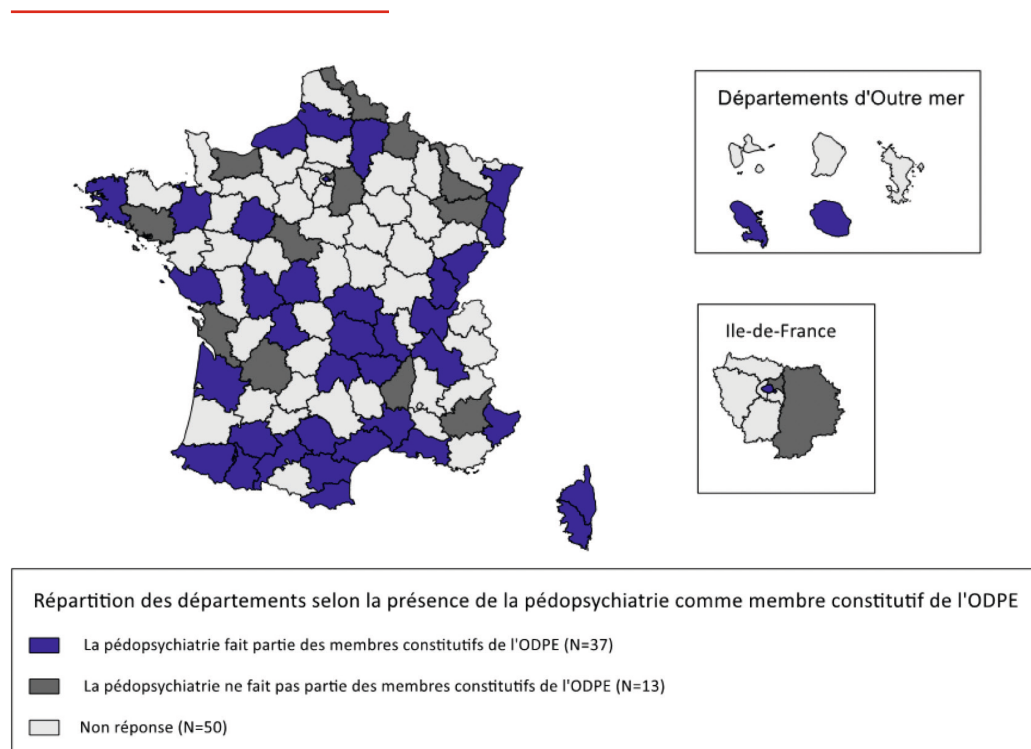 Départements d'Outre mer
Ile-de-France
Répartition des départements selon la présence de la pédopsychiatrie comme membre constitutif de l'ODPE
La pédopsychiatrie fait partie des membres constitutifs de l'ODPE (N=37)
La pédopsychiatrie ne fait pas partie des membres constitutifs de l'ODPE (N=13)
Non réponse (N=50)